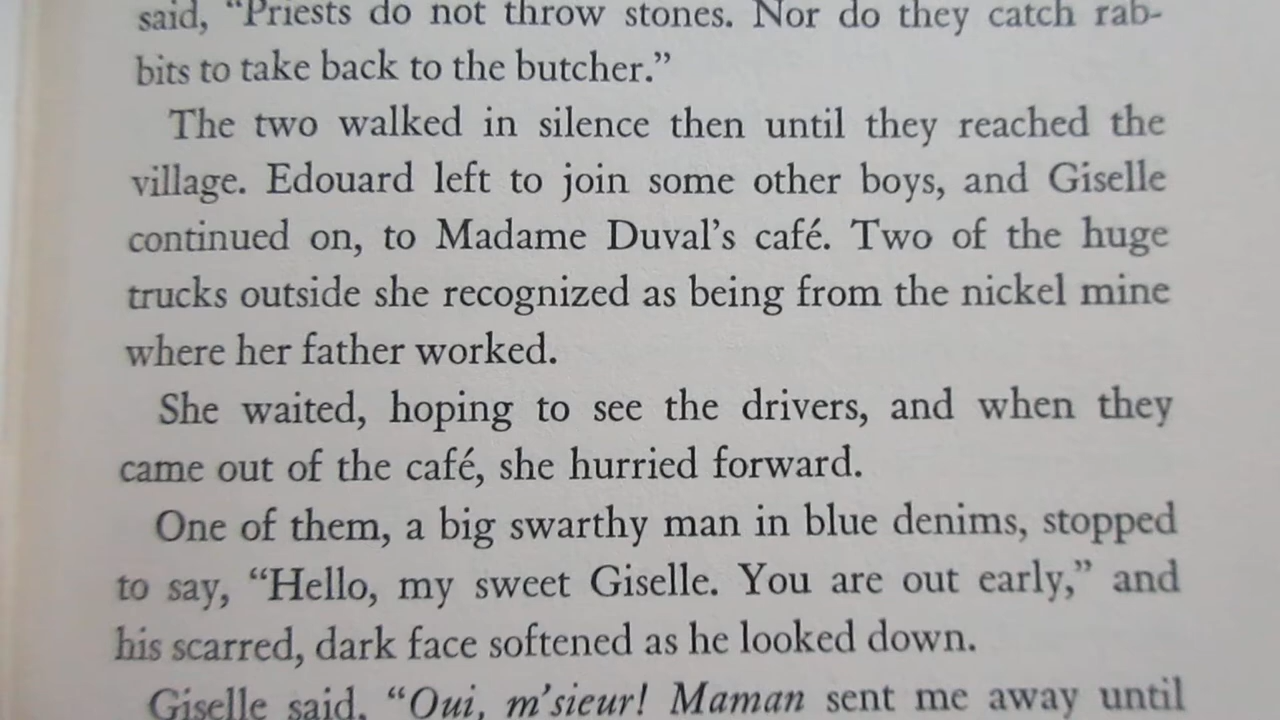 said, “Priests do not throw stones. Nor do they catch rab-
bits to take back to the butcher.”
The two walked in silence then until they reached the
village. Edouard left to join some other boys, and Giselle
continued on, to Madame Duval’s café. Two of the huge
trucks outside she recognized as being from the nickel mine
where her father worked.
She waited, hoping to see the drivers, and when they
came out of the café, she hurried forward.
One of them, a big swarthy man in blue denims, stopped
to say, “Hello, my sweet Giselle. You are out early,” and
his scarred, dark face softened as he looked down.
Giselle said, “Oui, m’sieur! Maman sent me away until